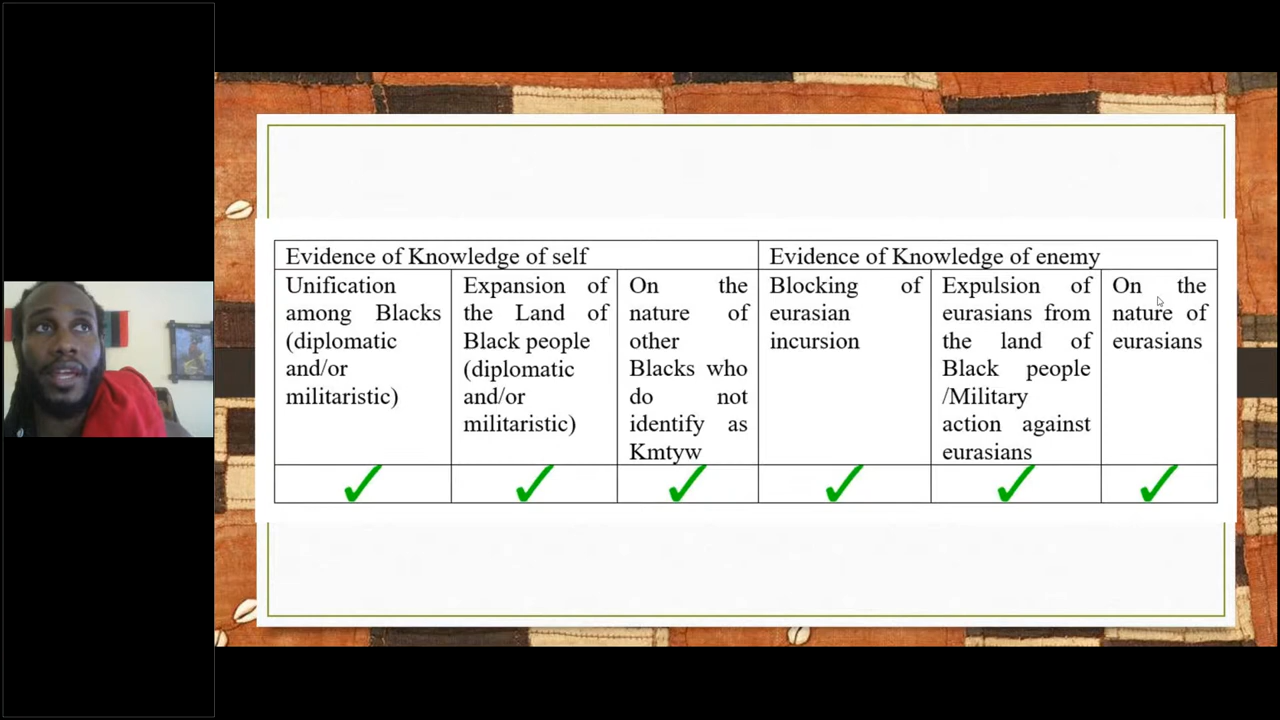 Evidence of Knowledge of self
Evidence of Knowledge of enemy
Unification
among Blacks
(diplomatic
and/or
militaristic)
Expansion of
the Land of
Black people
(diplomatic
and/or
militaristic)
On the
nature of
other
Blacks who
do not
identify as
Kmtyw
Blocking of
eurasian
incursion
Expulsion of
eurasians from
the land of
Black people
/Military
action against
eurasians
On the
nature of
eurasians